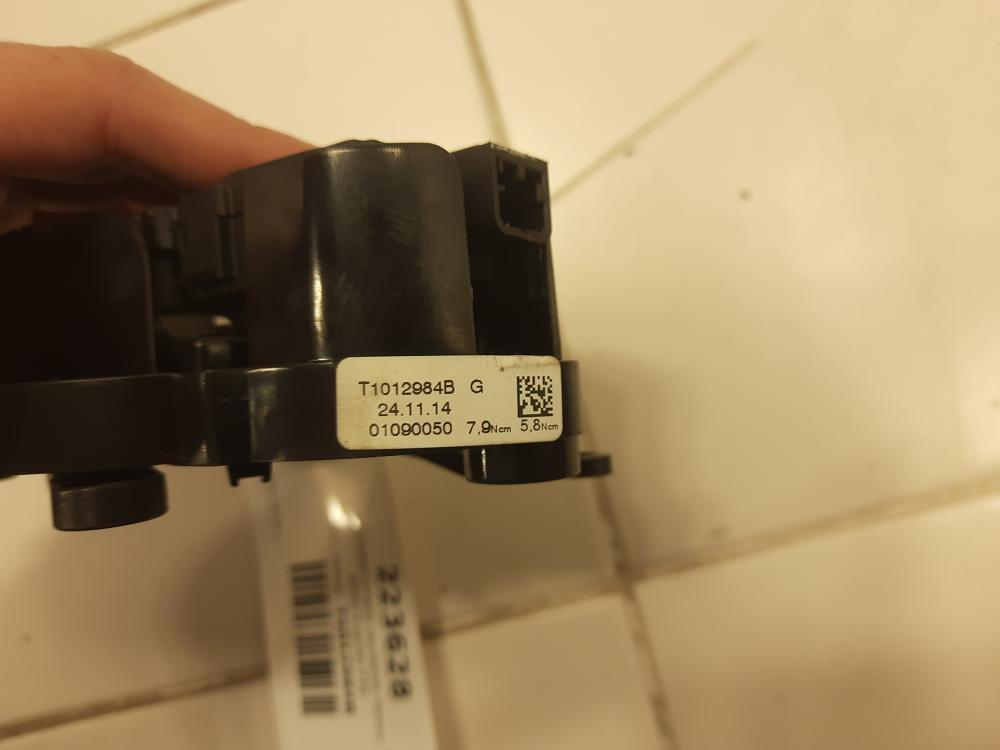 T1012984B G
24.11.14
01090050 7,9Ncm 5,8Ncm
223628